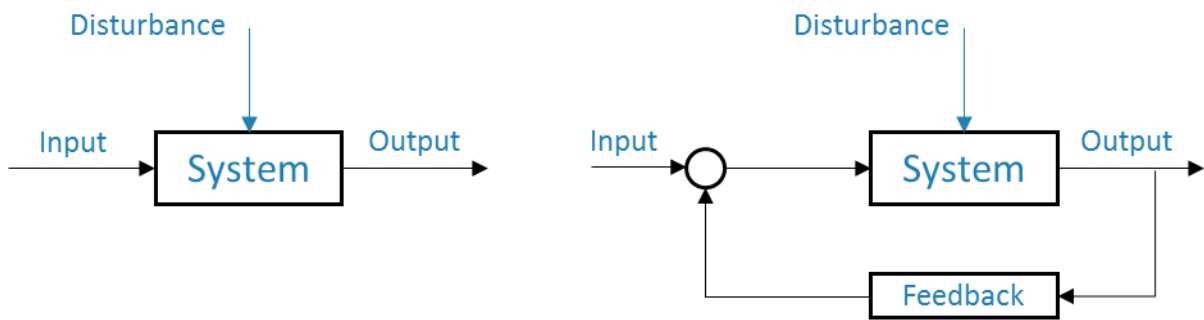 Disturbance
Input
System
Output
Disturbance
Input
System
Output
Feedback